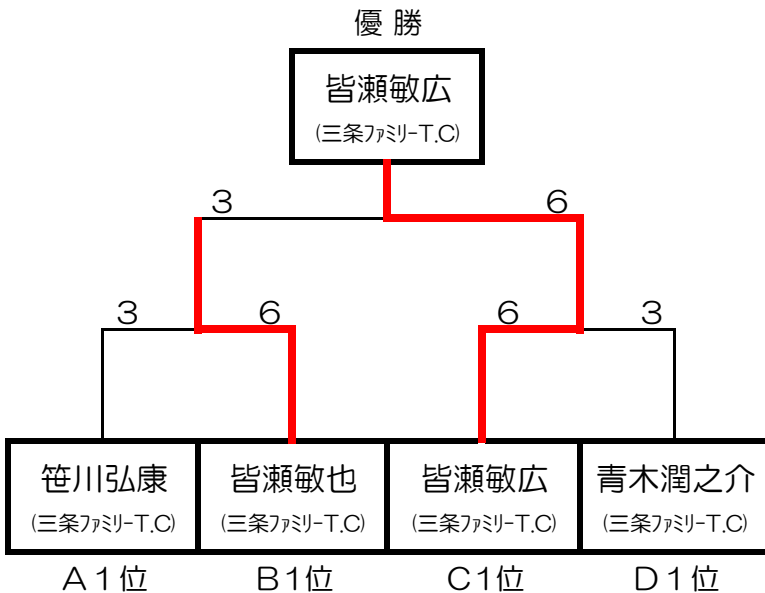 優 勝
皆瀬敏広
(三条ﾌｧﾐﾘｰT.C)
3 6
3 6 6 3
笹川弘康 皆瀬敏也 皆瀬敏広 青木潤之介
(三条ﾌｧﾐﾘｰT.C) (三条ﾌｧﾐﾘｰT.C) (三条ﾌｧﾐﾘｰT.C) (三条ﾌｧﾐﾘｰT.C)
A1位 B1位 C1位 D1位